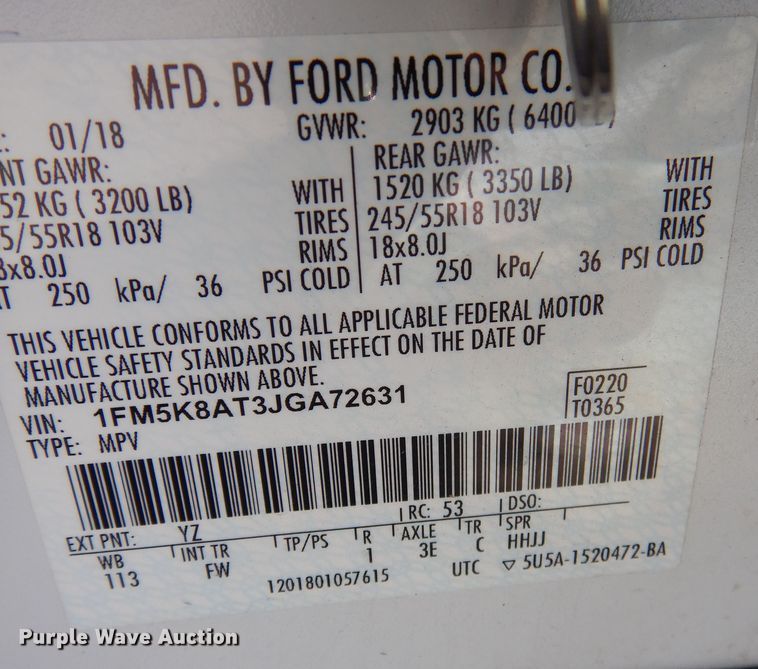 MFD. BY FORD MOTOR CO.
: 01/18 GVWR: 2903 KG ( 6400
NT GAWR: REAR GAWR:
52 KG ( 3200 LB) WITH 1520 KG ( 3350 LB) WITH
5/55R18 103V TIRES 245/55R18 103V TIRES
8x8.0J RIMS 18x8.0J RIMS
AT 250 kPa/ 36 PSI COLD AT 250 kPa/ 36 PSI COLD
THIS VEHICLE CONFORMS TO ALL APPLICABLE FEDERAL MOTOR
VEHICLE SAFETY STANDARDS IN EFFECT ON THE DATE OF
MANUFACTURE SHOWN ABOVE.
VIN: 1FM5K8AT3JGA72631 F0220
TYPE: MPV T0365
EXT PNT: YZ RC: 53 DSO:
WB INT TR TP/PS R AXLE TR SPR
113 FW 1 3E C HHJJ
1201801057615 UTC ▽ 5U5A-1520472-BA
Purple Wave Auction